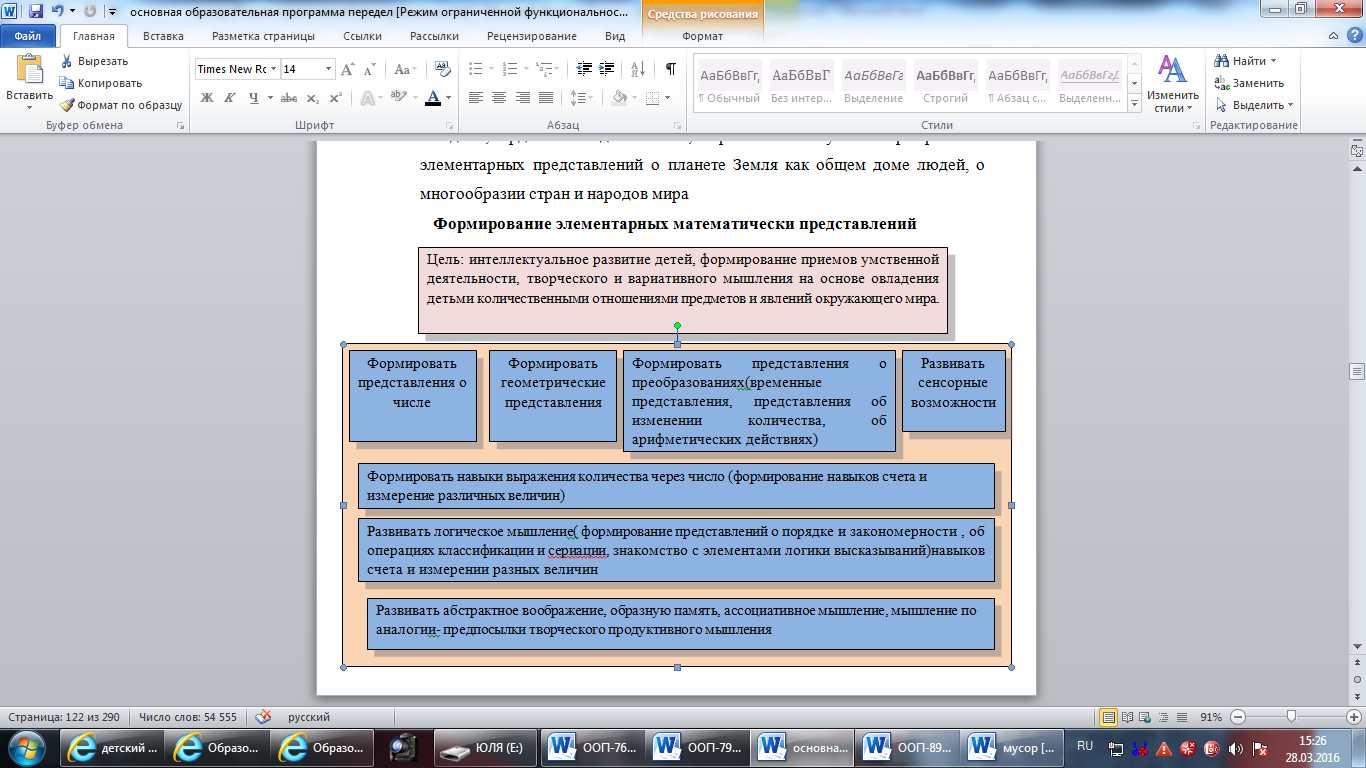 основная образовательная программа передел [Режим ограниченной функциональнос...
Средства рисования
Файл Главная Вставка Разметка страницы Ссылки Рассылки Рецензирование Вид Формат
Вставить
Вырезать
Копировать
Формат по образцу
Буфер обмена
Times New Rc 14
Ж К Ч abc x₂ x² A
Шрифт
Абзац
АаБбВвГг, АаБбВвГ АаБбВвГг АаБбВвГг, АаБбВвГг, АаБбВвГгД
¶ Обычный ¶ Без интер... Выделение Строгий ¶ Абзац с... Выделенн...
Изменить стили
Стили
Найти
Заменить
Выделить
Редактирование
элементарных представлений о планете Земля как общем доме людей, о
многообразии стран и народов мира
Формирование элементарных математически представлений
Цель: интеллектуальное развитие детей, формирование приемов умственной
деятельности, творческого и вариативного мышления на основе овладения
детьми количественными отношениями предметов и явлений окружающего мира.
Формировать
представления о
числе
Формировать
геометрические
представления
Формировать представления о
преобразованиях(временные
представления, представления об
изменении количества, об
арифметических действиях)
Развивать
сенсорные
возможности
Формировать навыки выражения количества через число (формирование навыков счета и
измерение различных величин)
Развивать логическое мышление( формирование представлений о порядке и закономерности , об
операциях классификации и сериации, знакомство с элементами логики высказываний)навыков
счета и измерении разных величин
Развивать абстрактное воображение, образную память, ассоциативное мышление, мышление по
аналогии- предпосылки творческого продуктивного мышления
Страница: 122 из 290 Число слов: 54 555 русский 91%
детский ... Образо... Образо... ЮЛЯ (E:) ООП-76... ООП-79... основна... ООП-89... мусор [... RU 15:26
28.03.2016